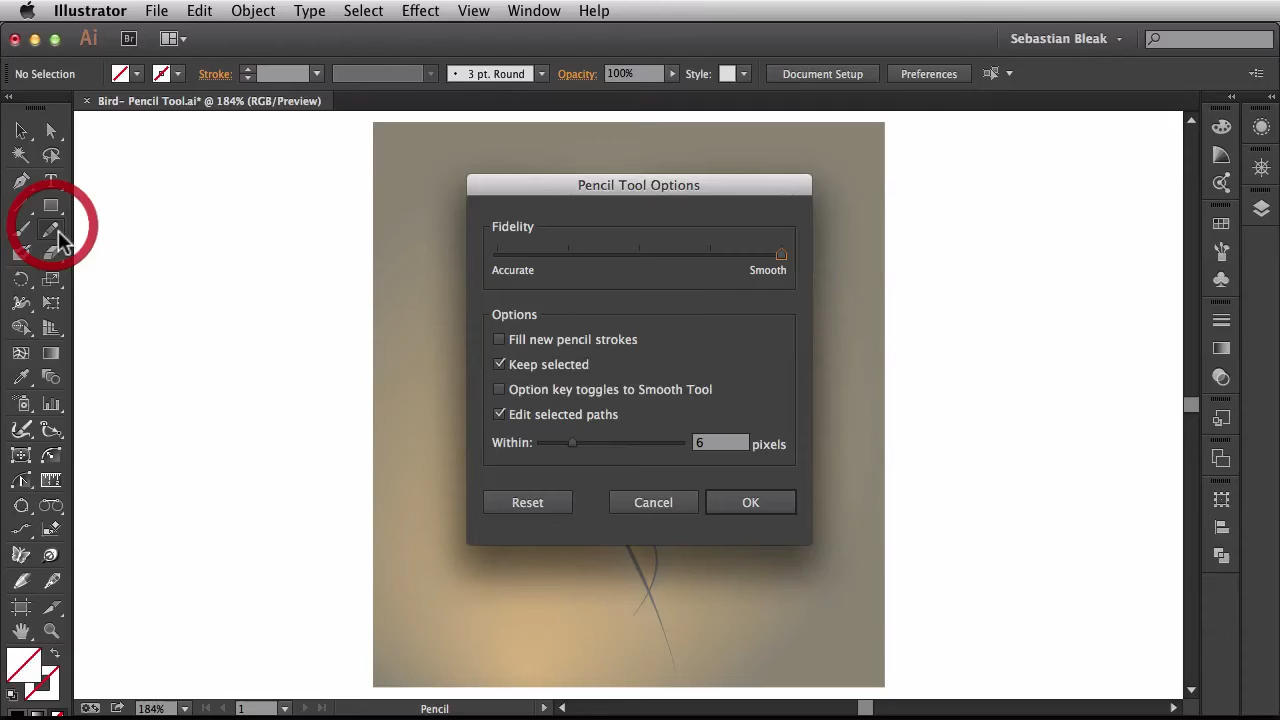 Illustrator File Edit Object Type Select Effect View Window Help
Ai Br Sebastian Bleak
No Selection Stroke: 3 pt. Round Opacity: 100% Style: Document Setup Preferences
× Bird– Pencil Tool.ai* @ 184% (RGB/Preview)
T
Pencil Tool Options
Fidelity
Accurate Smooth
Options
Fill new pencil strokes
Keep selected
Option key toggles to Smooth Tool
Edit selected paths
Within: 6 pixels
Reset Cancel OK
184% 1 Pencil